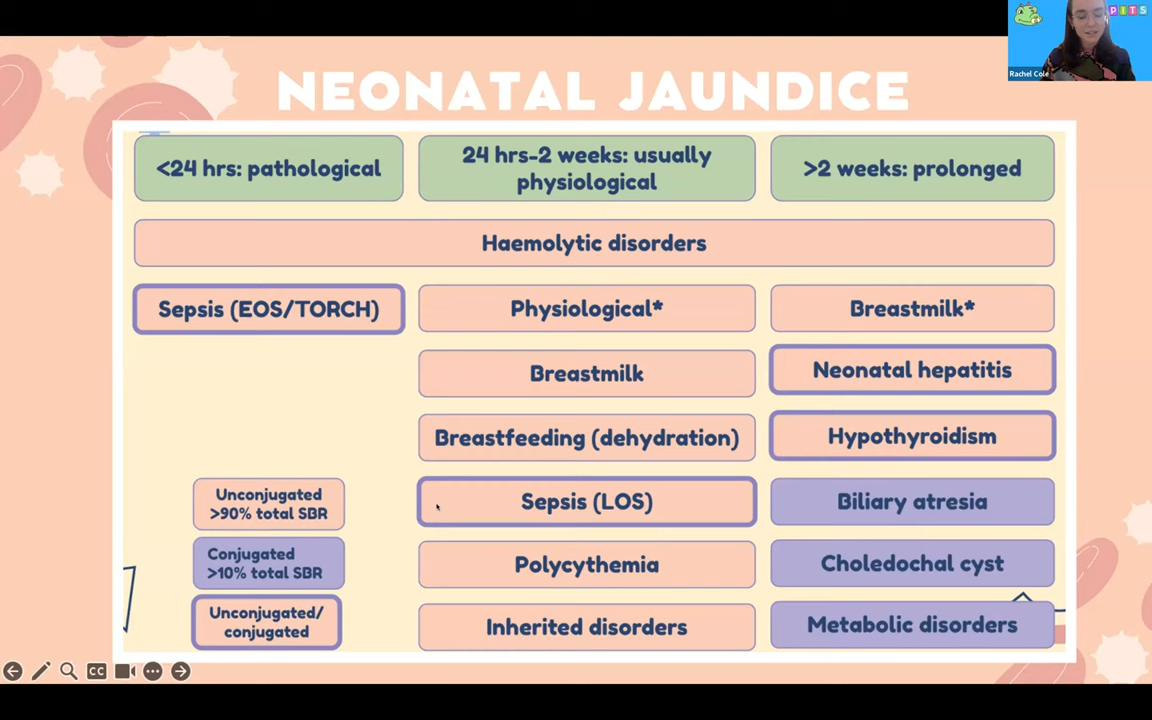 PITS
Rachel Cole
NEONATAL JAUNDICE
<24 hrs: pathological
24 hrs-2 weeks: usually
physiological
>2 weeks: prolonged
Haemolytic disorders
Sepsis (EOS/TORCH)
Physiological*
Breastmilk*
Breastmilk
Neonatal hepatitis
Breastfeeding (dehydration)
Hypothyroidism
Unconjugated
>90% total SBR
Sepsis (LOS)
Biliary atresia
Conjugated
>10% total SBR
Polycythemia
Choledochal cyst
Unconjugated/
conjugated
Inherited disorders
Metabolic disorders
CC